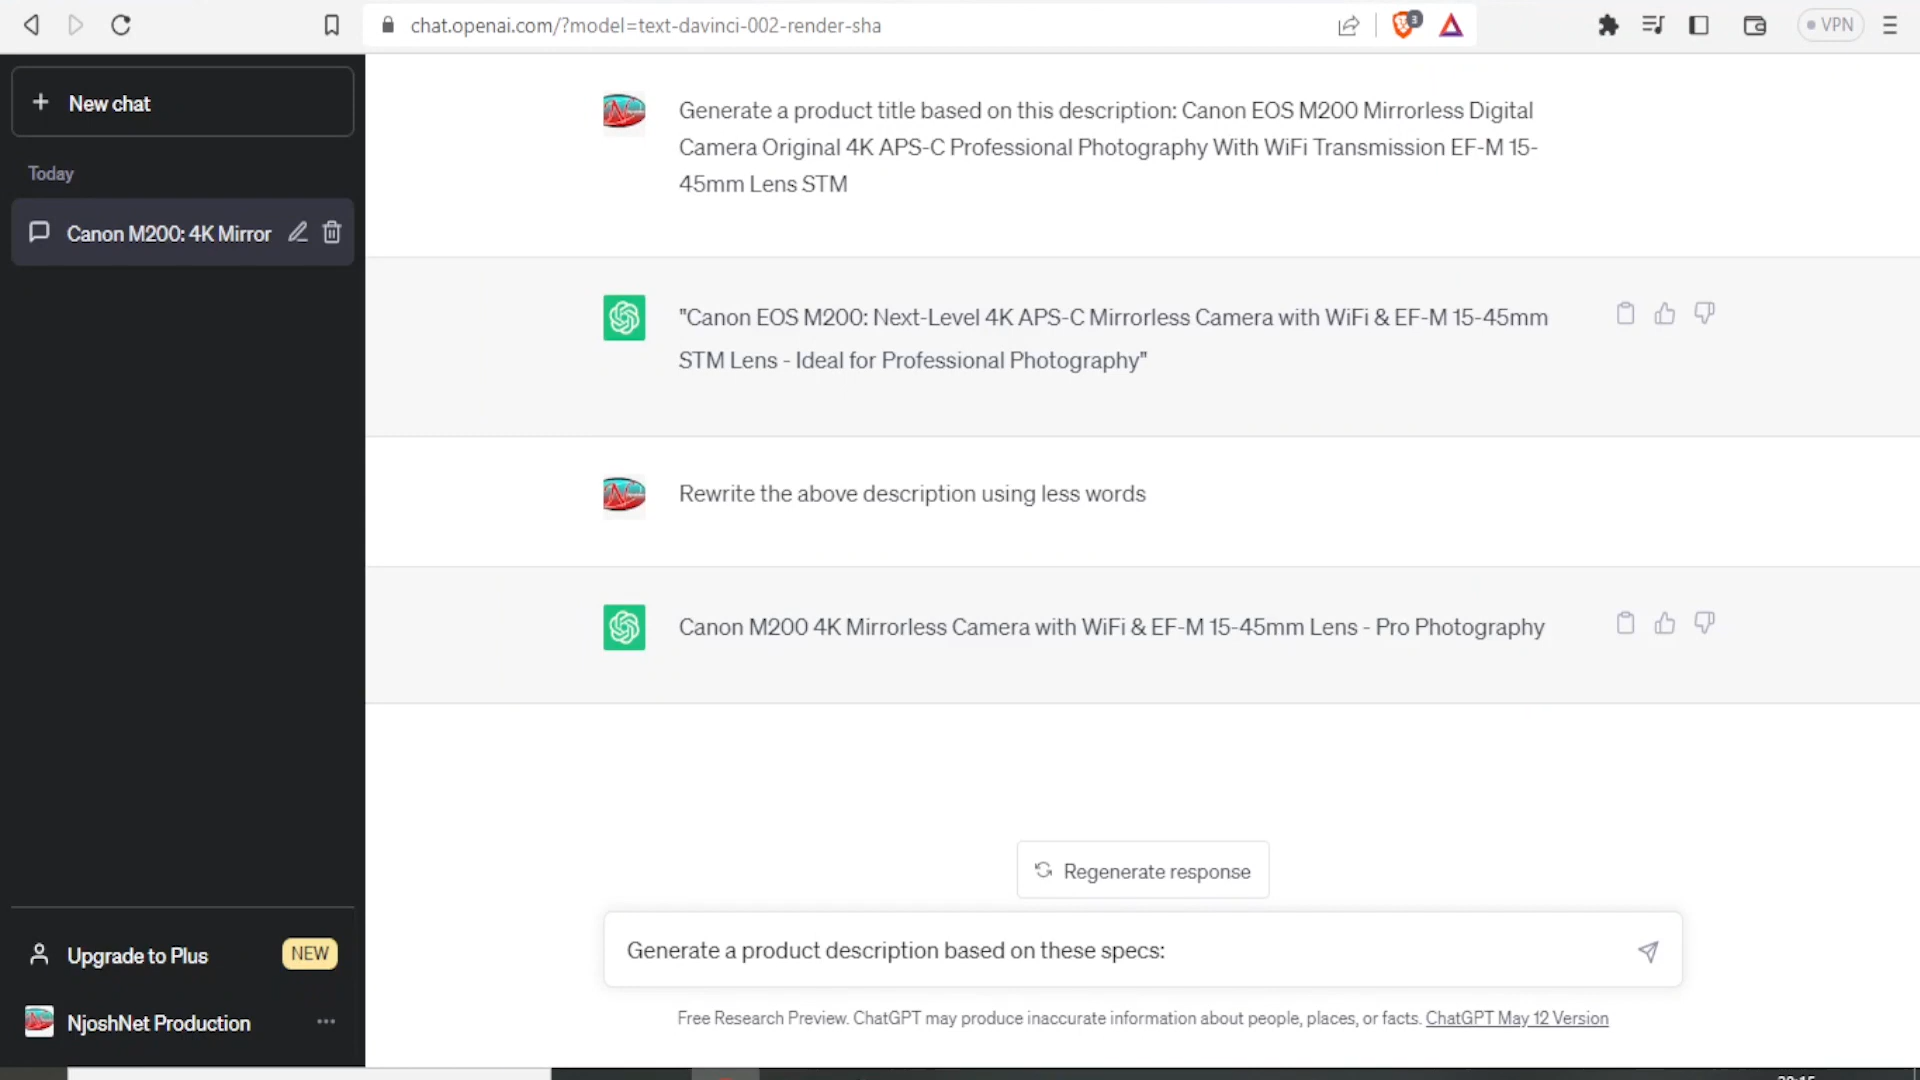 chat.openai.com/?model=text-davinci-002-render-sha
3
VPN
New chat
Today
Canon M200: 4K Mirror
Generate a product title based on this description: Canon EOS M200 Mirrorless Digital
Camera Original 4K APS-C Professional Photography With WiFi Transmission EF-M 15-
45mm Lens STM
"Canon EOS M200: Next-Level 4K APS-C Mirrorless Camera with WiFi & EF-M 15-45mm
STM Lens - Ideal for Professional Photography"
Rewrite the above description using less words
Canon M200 4K Mirrorless Camera with WiFi & EF-M 15-45mm Lens - Pro Photography
Regenerate response
Generate a product description based on these specs:
Free Research Preview. ChatGPT may produce inaccurate information about people, places, or facts. ChatGPT May 12 Version
Upgrade to Plus
NEW
NjoshNet Production